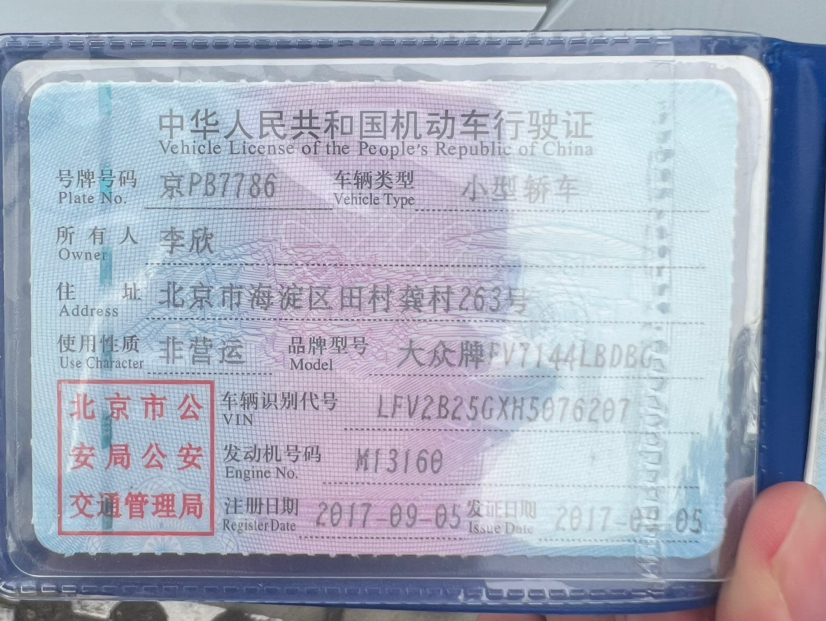 中华人民共和国机动车行驶证
Vehicle License of the People's Republic of China
号牌号码 京PB7786 车辆类型 小型轿车
Plate No. Vehicle Type
所有人 李欣
Owner
住址 北京市海淀区田村龚村263号
Address
使用性质 非营运 品牌型号 大众牌FV7144LBDBG
Use Character Model
北京市公安局公安交通管理局
车辆识别代号 LFV2B25GXH5076207
VIN
发动机号码 M13160
Engine No.
注册日期 2017-09-05 发证日期 2017-09-05
Register Date Issue Date